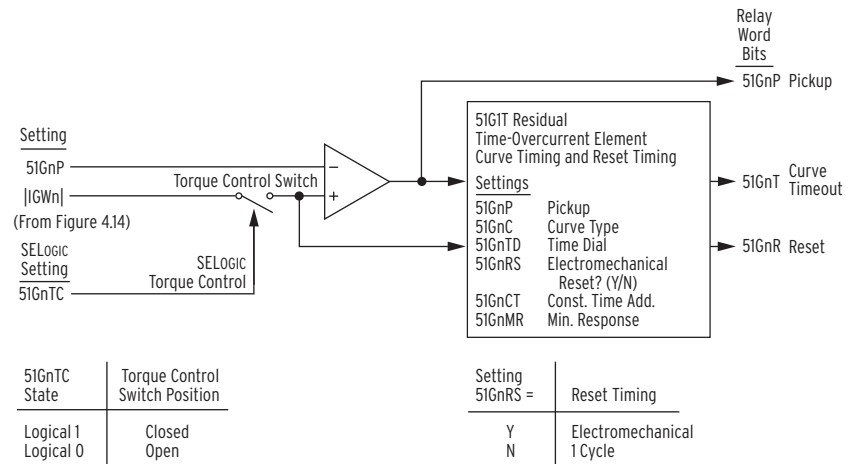 Relay
Word
Bits
51GnP Pickup
51G1T Residual
Time-Overcurrent Element
Curve Timing and Reset Timing
Settings
51GnP Pickup
51GnC Curve Type
51GnTD Time Dial
51GnRS Electromechanical
Reset? (Y/N)
51GnCT Const. Time Add.
51GnMR Min. Response
51GnT Curve
Timeout
51GnR Reset
Setting
51GnP
|IGWn|
(From Figure 4.14)
Torque Control Switch
–
+
SELOGIC
Setting
51GnTC
SELOGIC
Torque Control
51GnTC Torque Control
State Switch Position
Logical 1 Closed
Logical 0 Open
Setting
51GnRS = Reset Timing
Y Electromechanical
N 1 Cycle